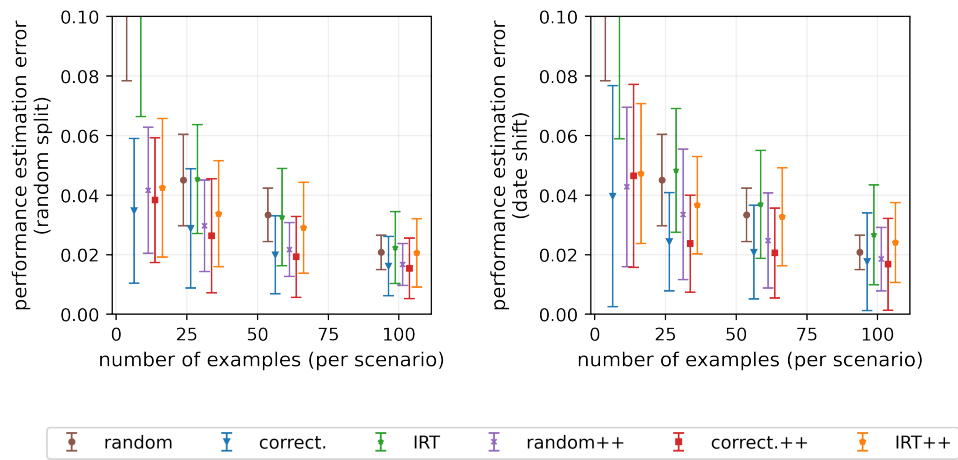 performance estimation error
(random split)
0.10
0.08
0.06
0.04
0.02
0.00
0 25 50 75 100
number of examples (per scenario)
performance estimation error
(date shift)
0.10
0.08
0.06
0.04
0.02
0.00
0 25 50 75 100
number of examples (per scenario)
random correct. IRT random++ correct.++ IRT++